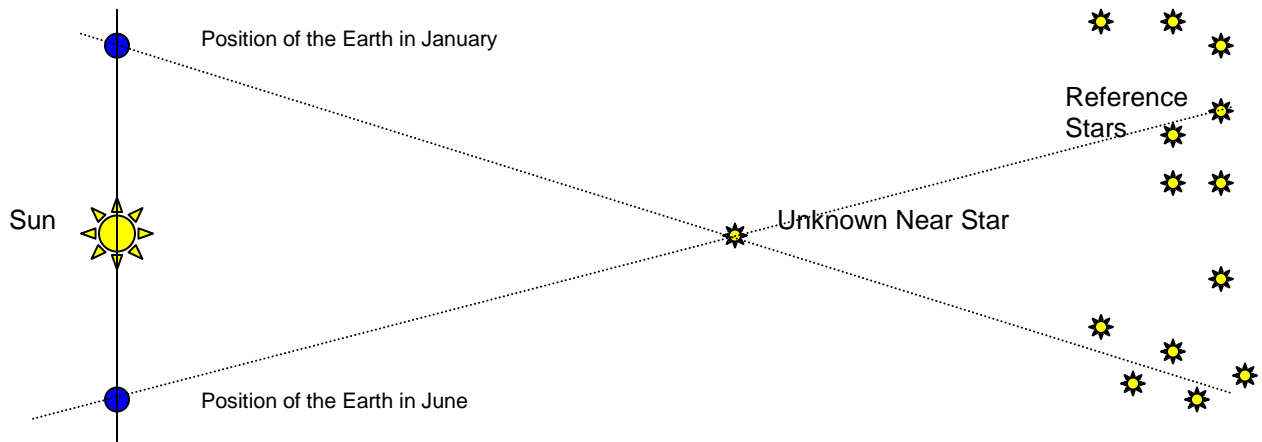 Position of the Earth in January
Reference
Stars
Sun
Unknown Near Star
Position of the Earth in June